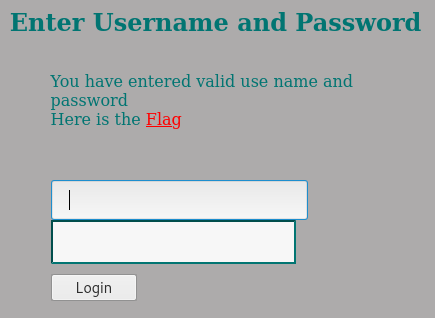 Enter Username and Password
You have entered valid use name and
password
Here is the Flag
Login